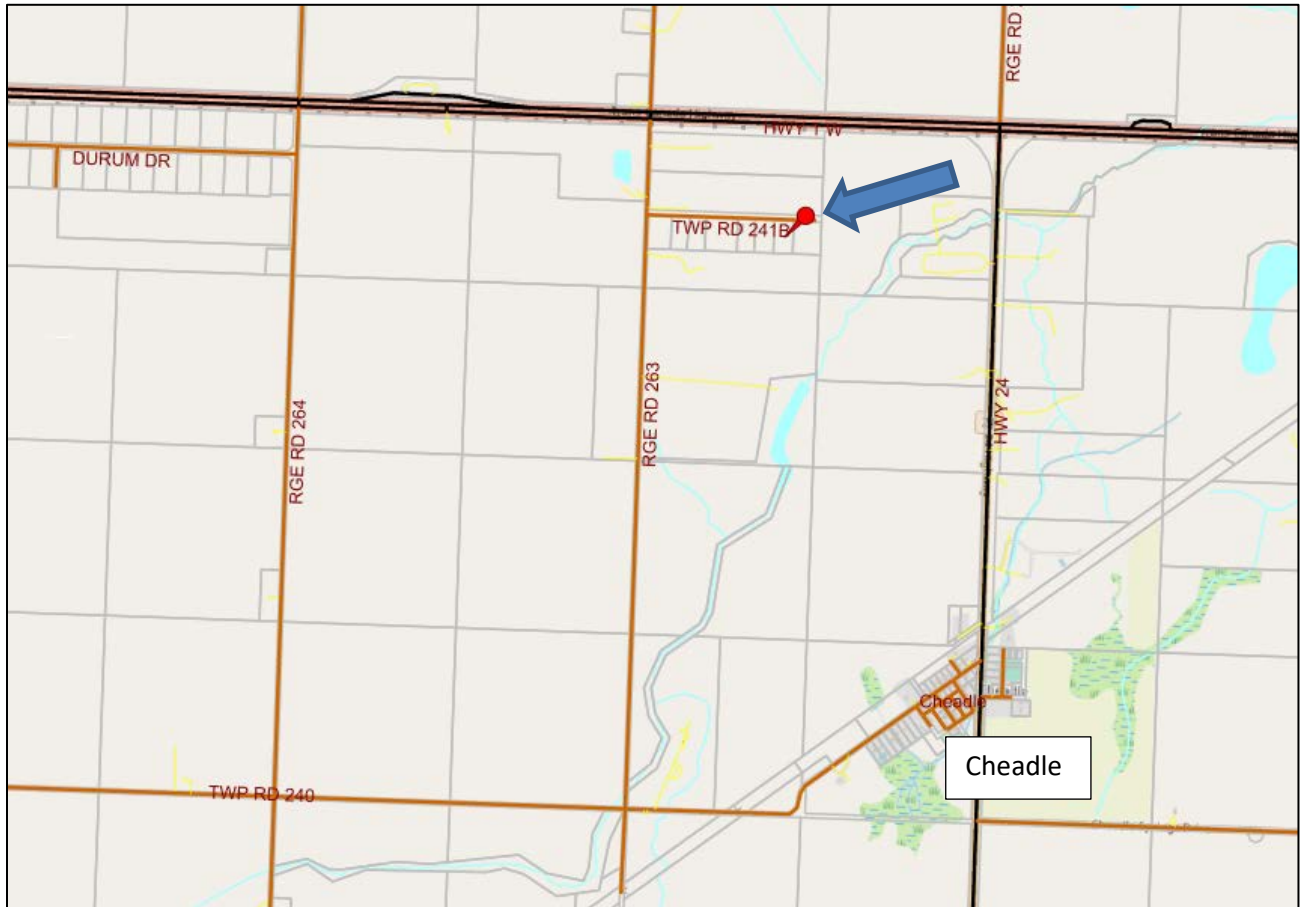 RGE RD
HWY 1 W
DURUM DR
TWP RD 241B
RGE RD 263
HWY 24
RGE RD 264
Cheadle
Cheadle
Cheadle
TWP RD 240